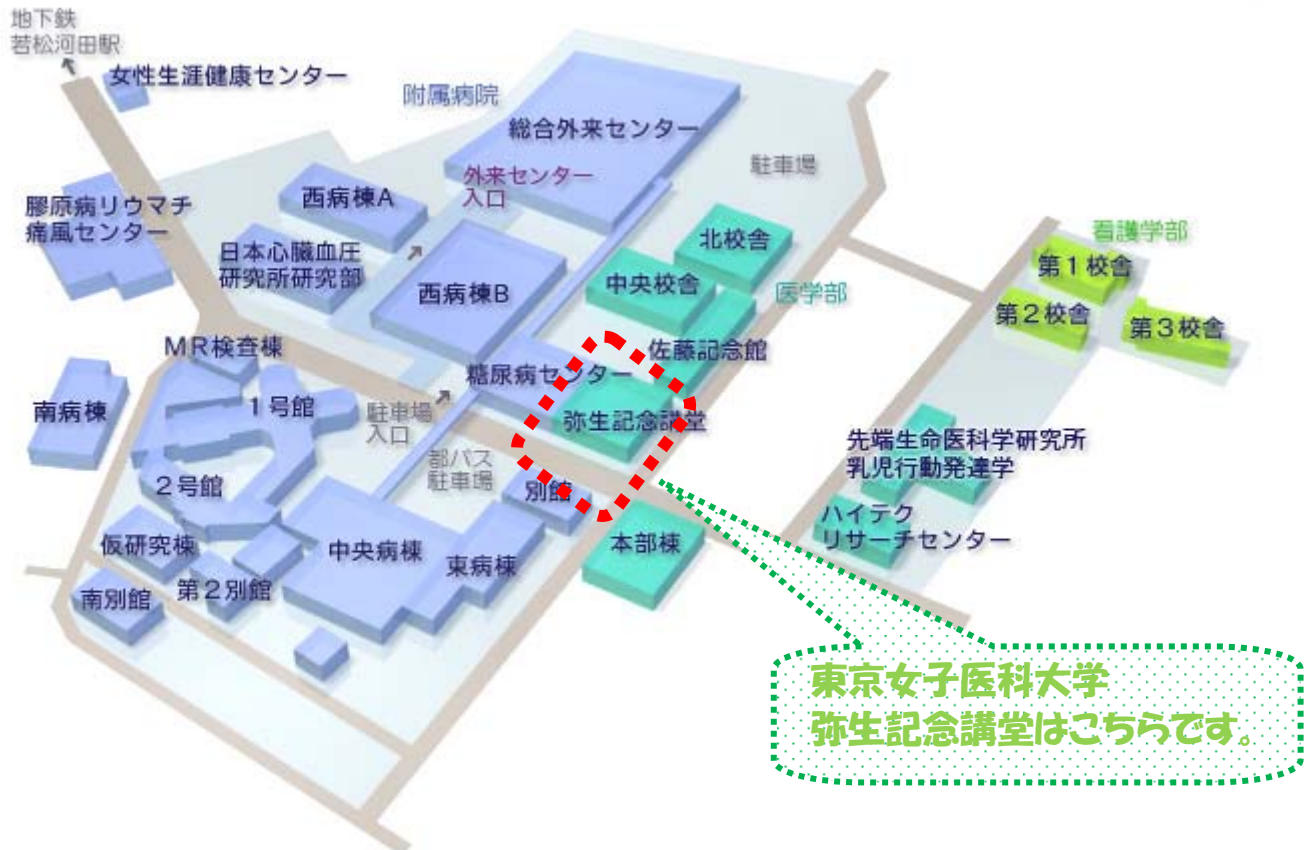 地下鉄
若松河田駅
女性生涯健康センター
附属病院
総合外来センター
駐車場
外来センター
入口
西病棟A
膠原病リウマチ
痛風センター
日本心臓血圧
研究所研究部
西病棟B
北校舎
中央校舎
医学部
看護学部
第1校舎
第2校舎
第3校舎
佐藤記念館
MR検査棟
糖尿病センター
南病棟
1号館
駐車場
入口
弥生記念講堂
都バス
駐車場
先端生命医科学研究所
乳児行動発達学
2号館
別館
ハイテク
リサーチセンター
仮研究棟
中央病棟
東病棟
本部棟
南別館
第2別館
東京女子医科大学
弥生記念講堂はこちらです。